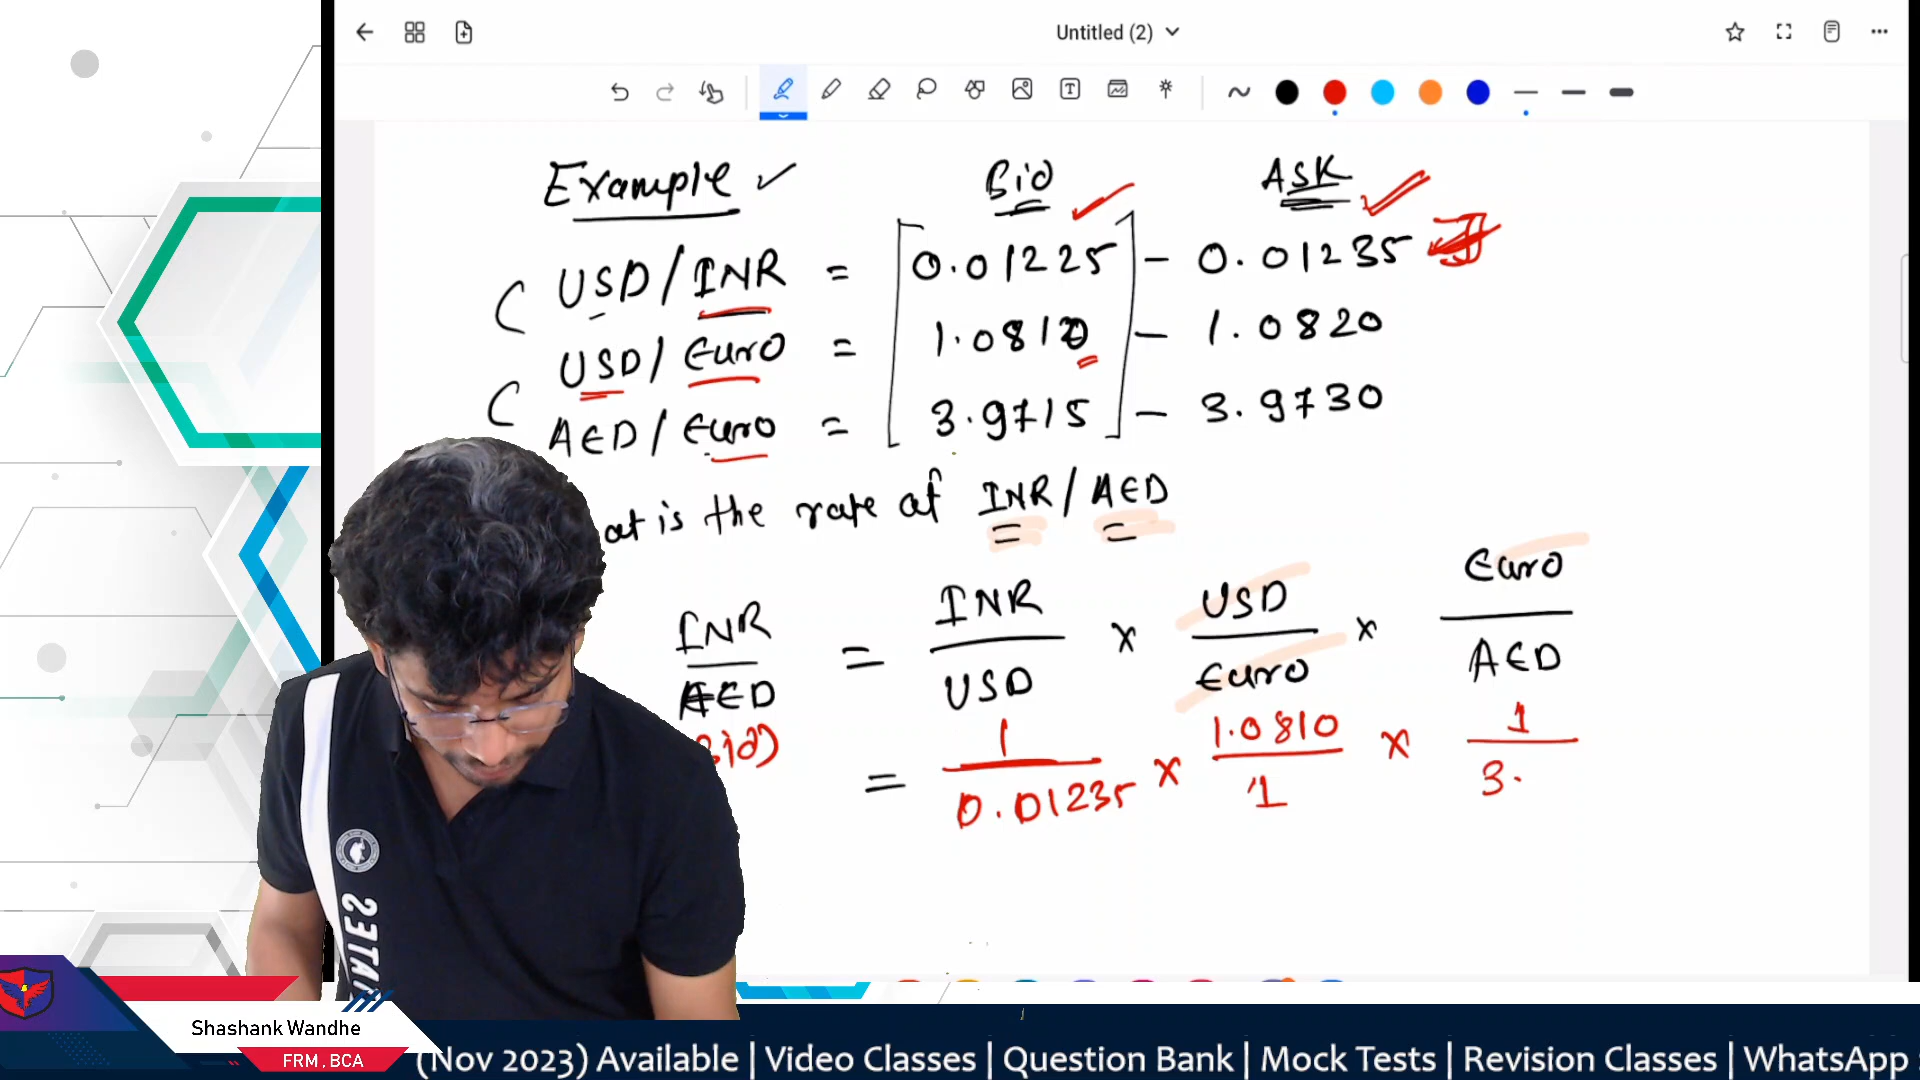 Untitled (2)
Example ✓ Bid ASK
USD/INR = 0.01225 - 0.01235
USD/Euro = 1.0810 - 1.0820
AED/Euro = 3.9715 - 3.9730
at is the rate of INR/AED
INR/AED = INR/USD x USD/Euro x Euro/AED
= 1/0.01235 x 1.0810/1 x 1/3.
Shashank Wandhe
FRM, BCA
(Nov 2023) Available | Video Classes | Question Bank | Mock Tests | Revision Classes | WhatsApp